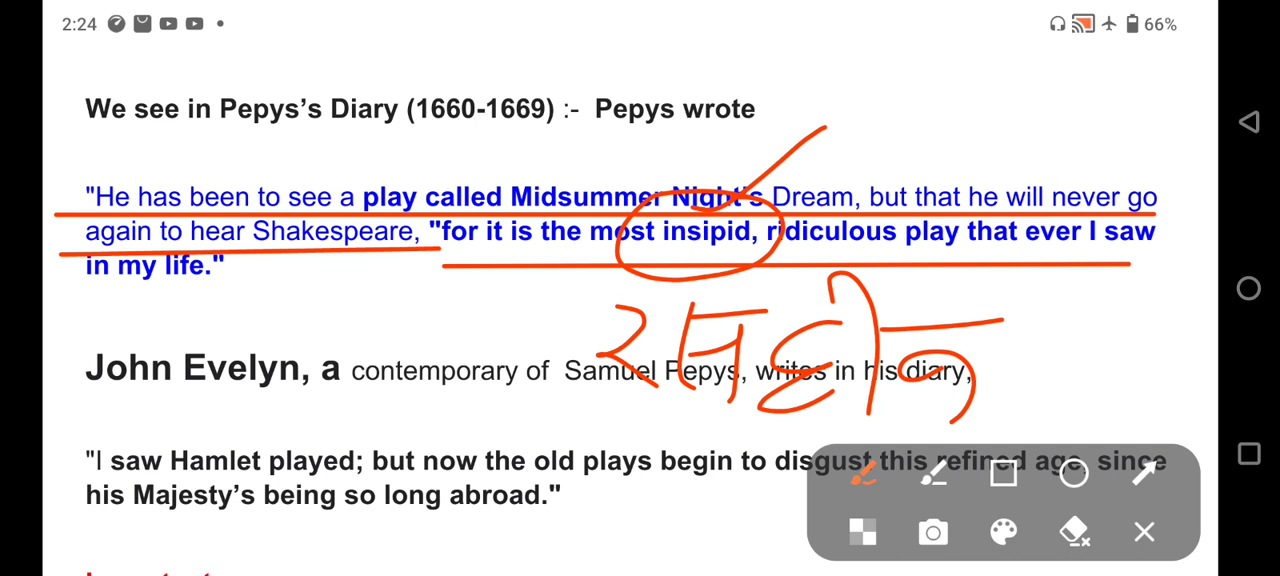 2:24
66%
We see in Pepys’s Diary (1660-1669) :- Pepys wrote
"He has been to see a play called Midsummer Night’s Dream, but that he will never go
again to hear Shakespeare, "for it is the most insipid, ridiculous play that ever I saw
in my life."
John Evelyn, a contemporary of Samuel Pepys, writes in his diary,
"I saw Hamlet played; but now the old plays begin to disgust this refined age, since
his Majesty’s being so long abroad."